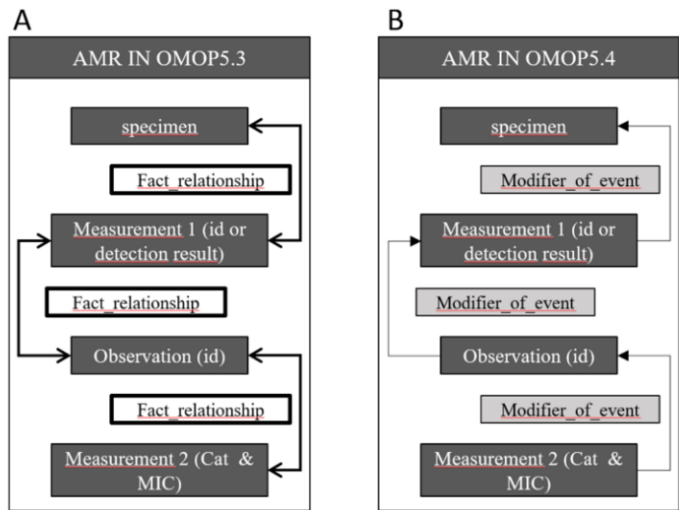 A
AMR IN OMOP5.3
specimen
Fact_relationship
Measurement 1 (id or
detection result)
Fact_relationship
Observation (id)
Fact_relationship
Measurement 2 (Cat &
MIC)
B
AMR IN OMOP5.4
specimen
Modifier_of_event
Measurement 1 (id or
detection result)
Modifier_of_event
Observation (id)
Modifier_of_event
Measurement 2 (Cat &
MIC)